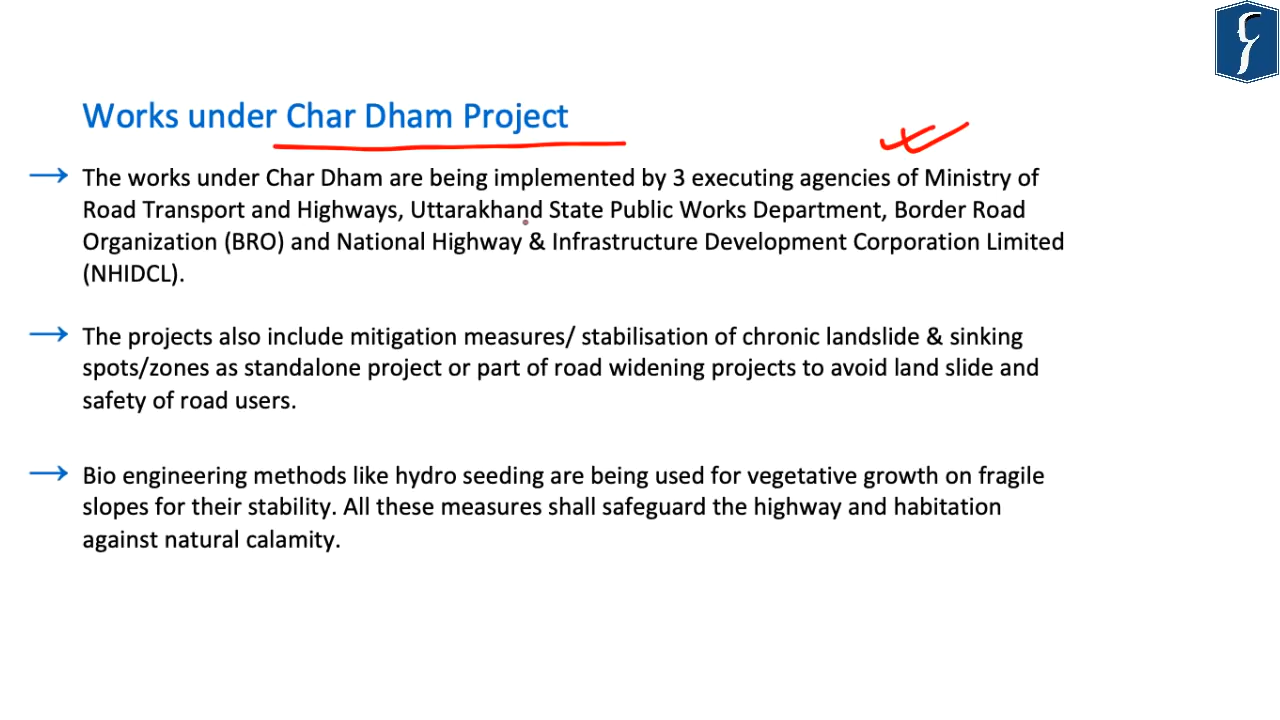 Works under Char Dham Project
The works under Char Dham are being implemented by 3 executing agencies of Ministry of
Road Transport and Highways, Uttarakhand State Public Works Department, Border Road
Organization (BRO) and National Highway & Infrastructure Development Corporation Limited
(NHIDCL).
The projects also include mitigation measures/ stabilisation of chronic landslide & sinking
spots/zones as standalone project or part of road widening projects to avoid land slide and
safety of road users.
Bio engineering methods like hydro seeding are being used for vegetative growth on fragile
slopes for their stability. All these measures shall safeguard the highway and habitation
against natural calamity.